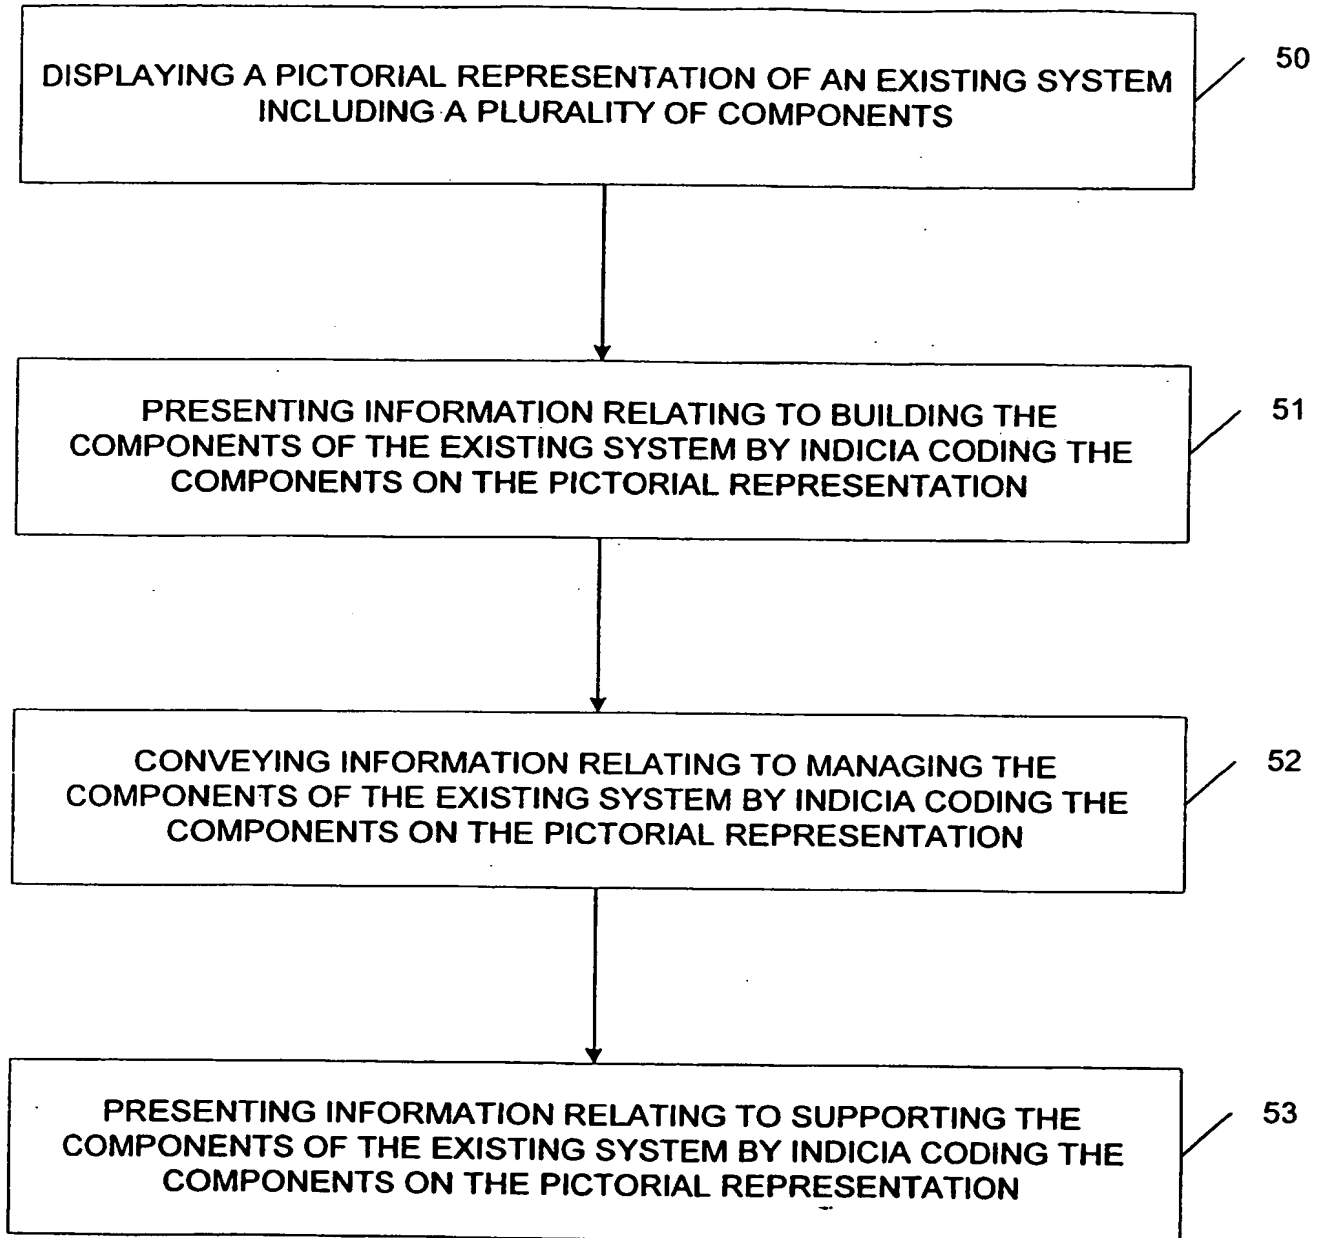 DISPLAYING A PICTORIAL REPRESENTATION OF AN EXISTING SYSTEM
INCLUDING A PLURALITY OF COMPONENTS
50
PRESENTING INFORMATION RELATING TO BUILDING THE
COMPONENTS OF THE EXISTING SYSTEM BY INDICIA CODING THE
COMPONENTS ON THE PICTORIAL REPRESENTATION
51
CONVEYING INFORMATION RELATING TO MANAGING THE
COMPONENTS OF THE EXISTING SYSTEM BY INDICIA CODING THE
COMPONENTS ON THE PICTORIAL REPRESENTATION
52
PRESENTING INFORMATION RELATING TO SUPPORTING THE
COMPONENTS OF THE EXISTING SYSTEM BY INDICIA CODING THE
COMPONENTS ON THE PICTORIAL REPRESENTATION
53